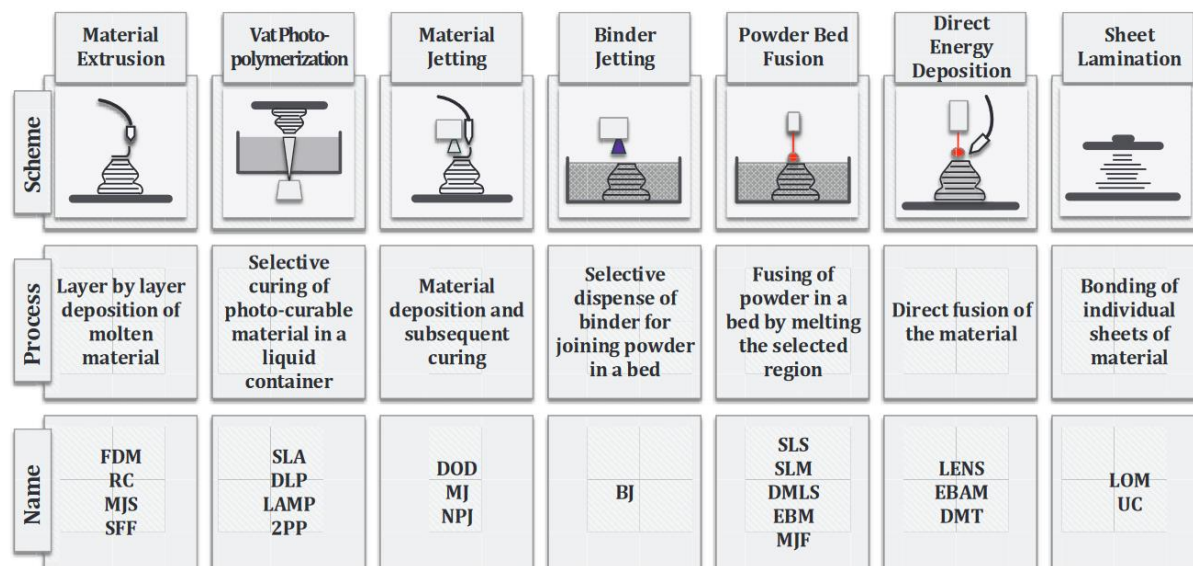 Material
Extrusion
Vat Photo-
polymerization
Material
Jetting
Binder
Jetting
Powder Bed
Fusion
Direct
Energy
Deposition
Sheet
Lamination
Scheme
Process
Layer by layer
deposition of
molten
material
Selective
curing of
photo-curable
material in a
liquid
container
Material
deposition and
subsequent
curing
Selective
dispense of
binder for
joining powder
in a bed
Fusing of
powder in a
bed by melting
the selected
region
Direct fusion of
the material
Bonding of
individual
sheets of
material
Name
FDM
RC
MJS
SFF
SLA
DLP
LAMP
2PP
DOD
MJ
NPJ
BJ
SLS
SLM
DMLS
EBM
MJF
LENS
EBAM
DMT
LOM
UC